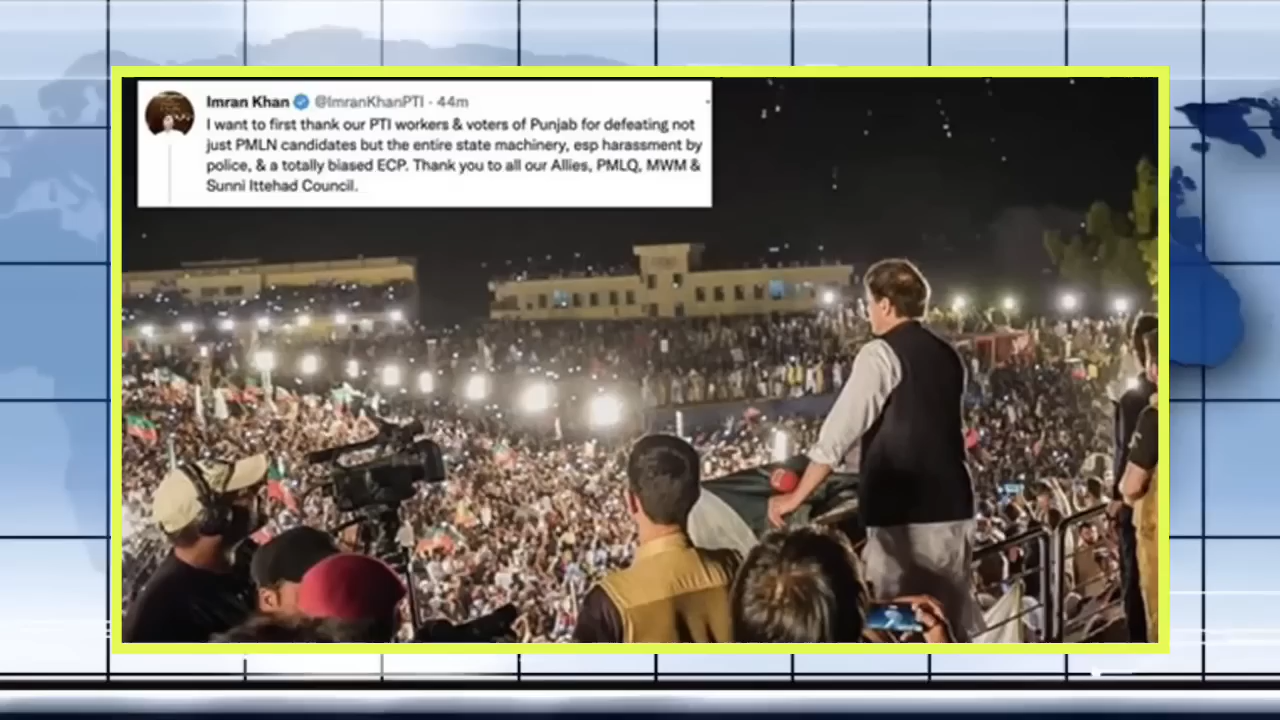 Imran Khan @ImranKhanPTI · 44m
I want to first thank our PTI workers & voters of Punjab for defeating not
just PMLN candidates but the entire state machinery, esp harassment by
police, & a totally biased ECP. Thank you to all our Allies, PMLQ, MWM &
Sunni Ittehad Council.